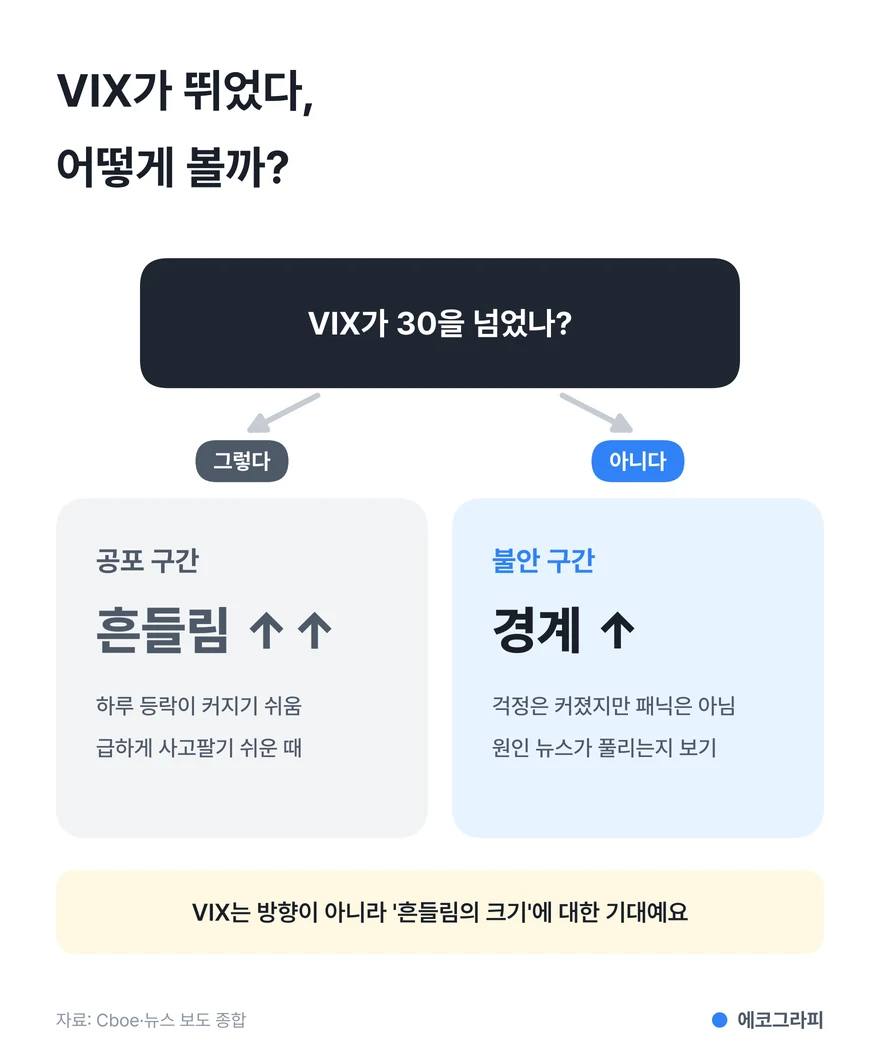 VIX가 뛰었다,
어떻게 볼까?
VIX가 30을 넘었나?
그렇다
아니다
공포 구간
흔들림 ↑↑
하루 등락이 커지기 쉬움
급하게 사고팔기 쉬운 때
불안 구간
경계 ↑
걱정은 커졌지만 패닉은 아님
원인 뉴스가 풀리는지 보기
VIX는 방향이 아니라 '흔들림의 크기'에 대한 기대예요
자료: Cboe·뉴스 보도 종합
에코그라피